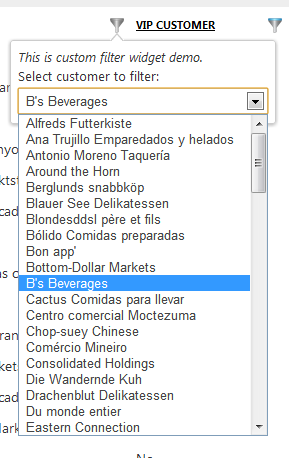 VIP CUSTOMER
This is custom filter widget demo.
Select customer to filter:
B's Beverages
Alfreds Futterkiste
Ana Trujillo Emparedados y helados
Antonio Moreno Taquería
Around the Horn
Berglunds snabbköp
Blauer See Delikatessen
Blondesddsl père et fils
Bólido Comidas preparadas
Bon app'
Bottom-Dollar Markets
B's Beverages
Cactus Comidas para llevar
Centro comercial Moctezuma
Chop-suey Chinese
Comércio Mineiro
Consolidated Holdings
Die Wandernde Kuh
Drachenblut Delikatessen
Du monde entier
Eastern Connection